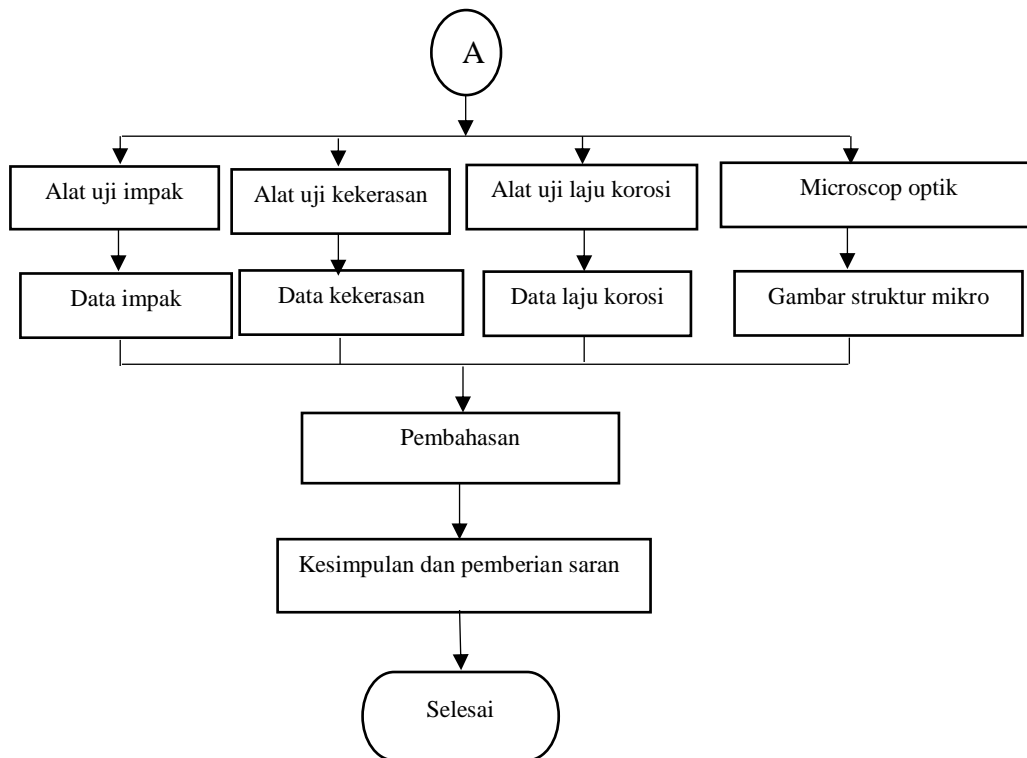 A
Alat uji impak
Alat uji kekerasan
Alat uji laju korosi
Microscop optik
Data impak
Data kekerasan
Data laju korosi
Gambar struktur mikro
Pembahasan
Kesimpulan dan pemberian saran
Selesai